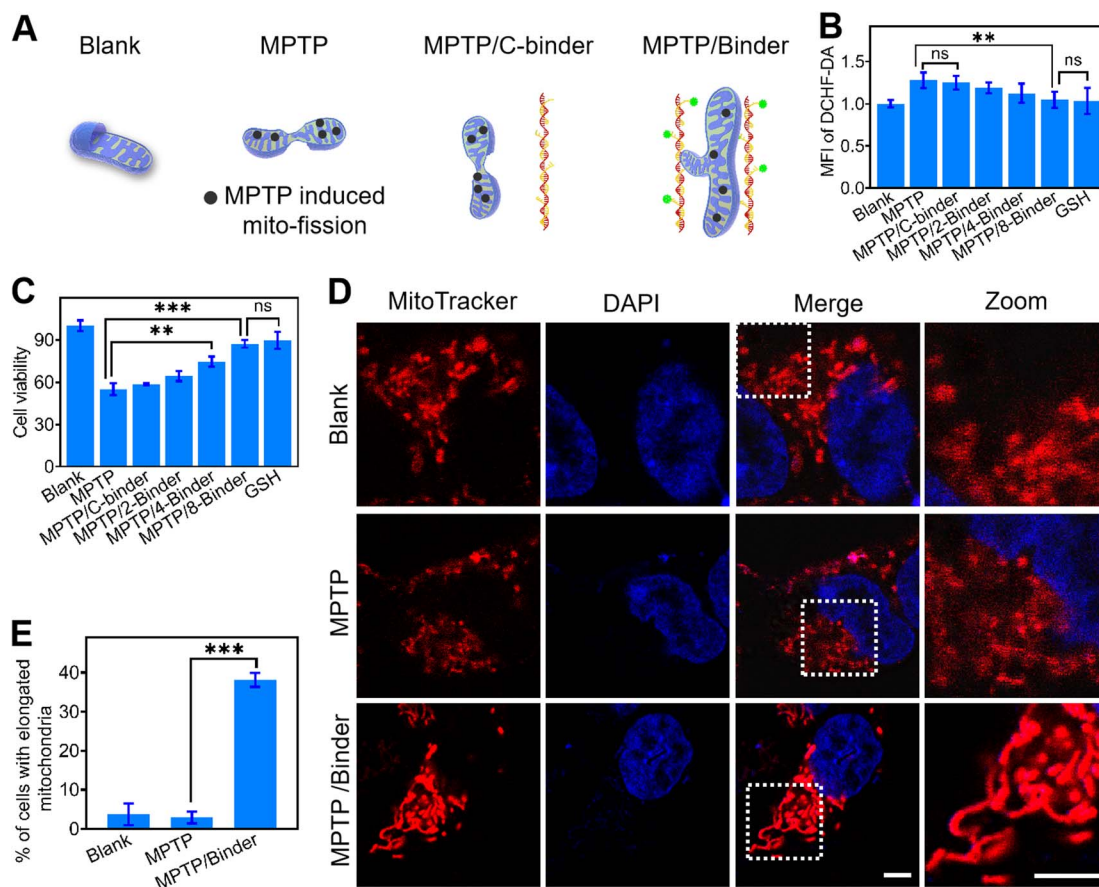 A
Blank
MPTP
MPTP/C-binder
MPTP/Binder
MPTP induced
mito-fission
B
MFI of DCHF-DA
1.5
1.0
0.5
0.0
**
ns
ns
Blank
MPTP
MPTP/C-binder
MPTP/2-Binder
MPTP/4-Binder
MPTP/8-Binder
GSH
C
Cell viability
90
60
30
0
***
**
ns
Blank
MPTP
MPTP/C-binder
MPTP/2-Binder
MPTP/4-Binder
MPTP/8-Binder
GSH
D
MitoTracker
DAPI
Merge
Zoom
Blank
MPTP
MPTP /Binder
E
% of cells with elongated
mitochondria
40
30
20
10
0
***
Blank
MPTP
MPTP/Binder